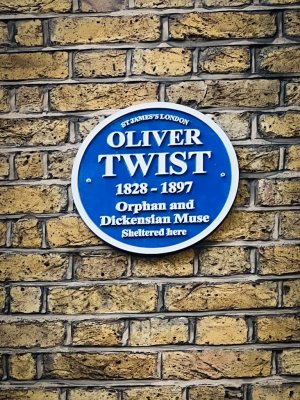 ST JAMES'S LONDON
OLIVER
TWIST
1828 - 1897
Orphan and
Dickensian Muse
Sheltered here